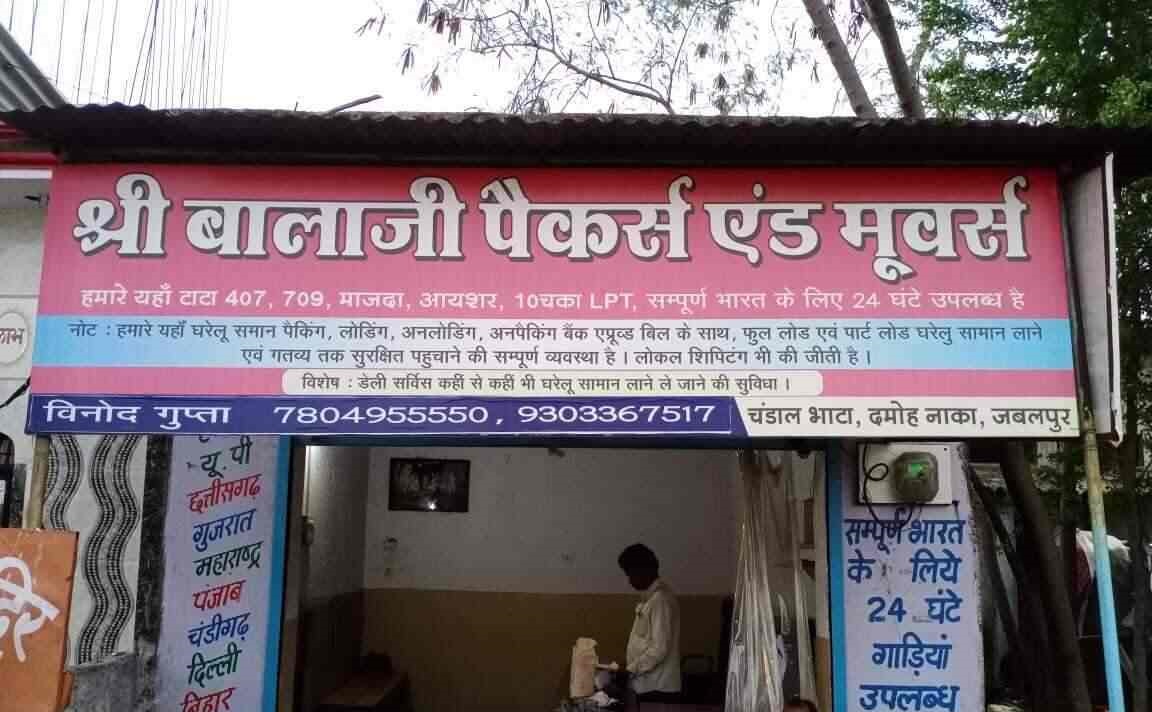 श्री बालाजी पैकर्स एंड मूवर्स
हमारे यहाँ टाटा 407, 709, माजदा, आयशर, 10चका LPT, सम्पूर्ण भारत के लिए 24 घंटे उपलब्ध है
नोट : हमारे यहाँ घरेलू समान पैकिंग, लोडिंग, अनलोडिंग, अनपैकिंग बैंक एप्रूव्ड बिल के साथ, फुल लोड एवं पार्ट लोड घरेलु सामान लाने
एवं गतव्य तक सुरक्षित पहुचाने की सम्पूर्ण व्यवस्था है । लोकल शिपिटंग भी की जीती है ।
विशेष : डेली सर्विस कहीं से कहीं भी घरेलू सामान लाने ले जाने की सुविधा ।
विनोद गुप्ता 7804955550, 9303367517 चंडाल भाटा, दमोह नाका, जबलपुर
यू. पी
छत्तीसगढ़
गुजरात
महाराष्ट्र
पंजाब
चंडीगढ़
दिल्ली
बिहार
सम्पूर्ण भारत
के लिये
24 घंटे
गाड़ियां
उपलब्ध